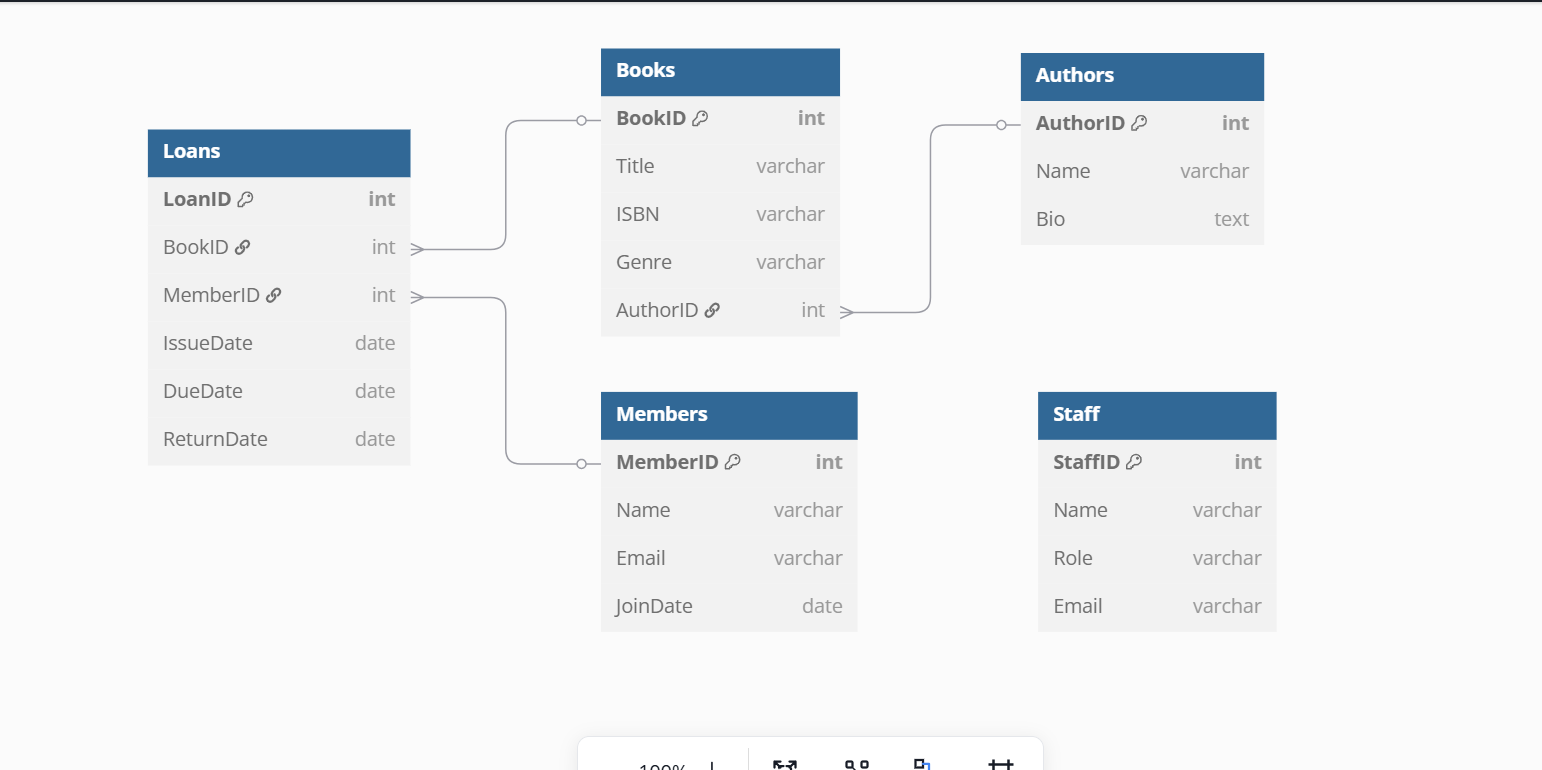 Loans
LoanID int
BookID int
MemberID int
IssueDate date
DueDate date
ReturnDate date
Books
BookID int
Title varchar
ISBN varchar
Genre varchar
AuthorID int
Authors
AuthorID int
Name varchar
Bio text
Members
MemberID int
Name varchar
Email varchar
JoinDate date
Staff
StaffID int
Name varchar
Role varchar
Email varchar
100%